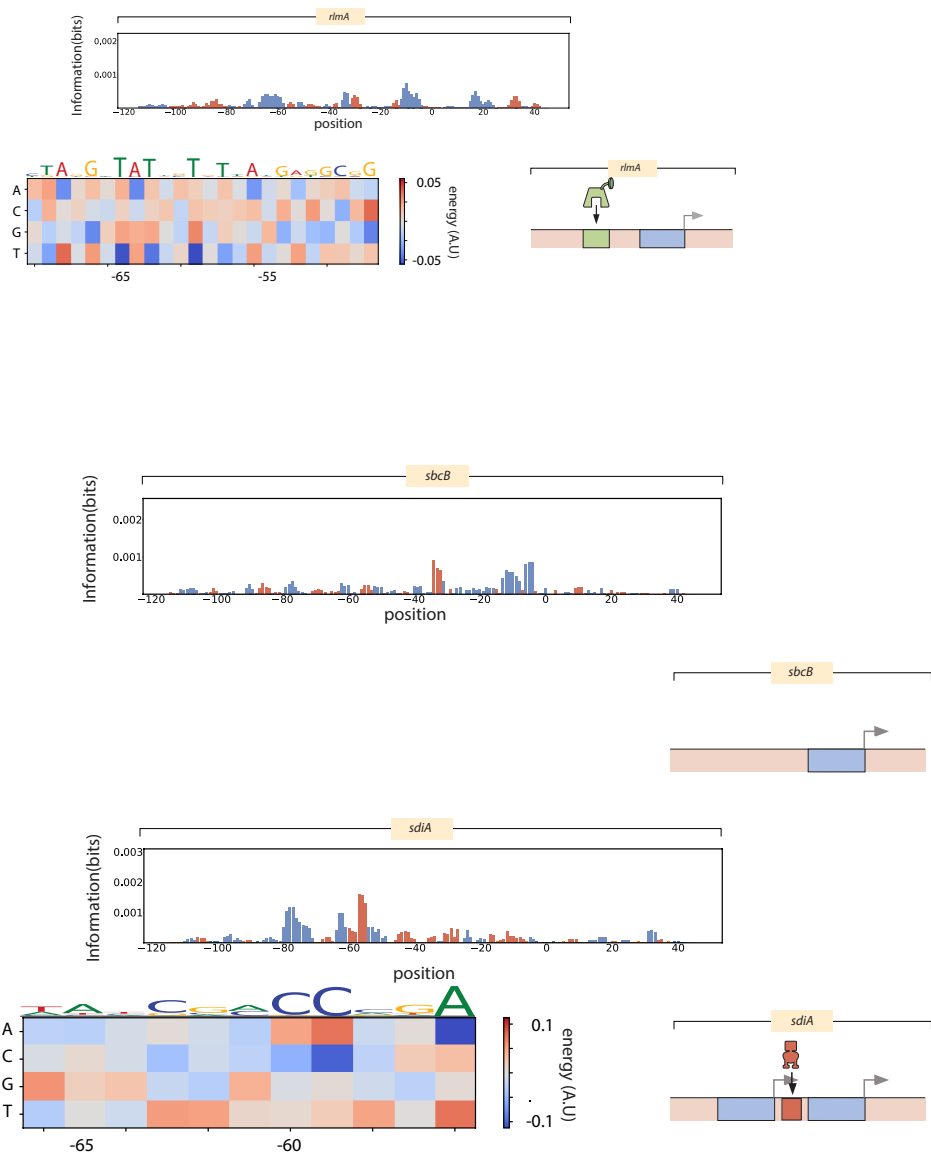 rlmA
Information(bits)
0.002
0.001
−120 −100 −80 −60 −40 −20 0 20 40
position
A
C
G
T
-65 -55
0.05
-0.05
energy (A.U)
rlmA
sbcB
Information(bits)
0.002
0.001
−120 −100 −80 −60 −40 −20 0 20 40
position
sbcB
sdiA
Information(bits)
0.003
0.002
0.001
−120 −100 −80 −60 −40 −20 0 20 40
position
A
C
G
T
-65 -60
0.1
-0.1
energy (A.U)
sdiA